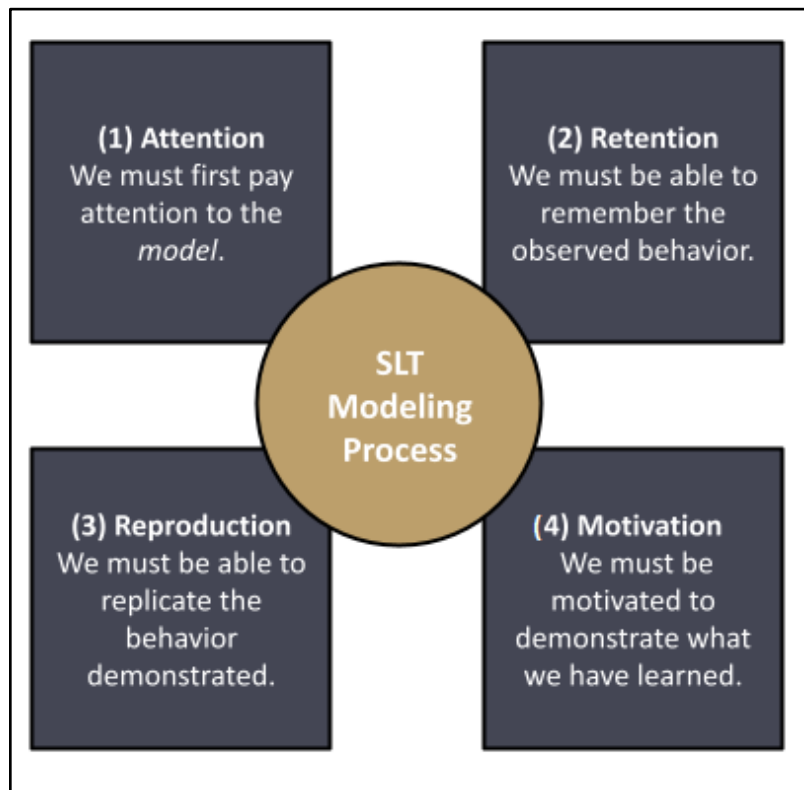 (1) Attention
We must first pay
attention to the
model.
(2) Retention
We must be able to
remember the
observed behavior.
SLT
Modeling
Process
(3) Reproduction
We must be able to
replicate the
behavior
demonstrated.
(4) Motivation
We must be
motivated to
demonstrate what
we have learned.